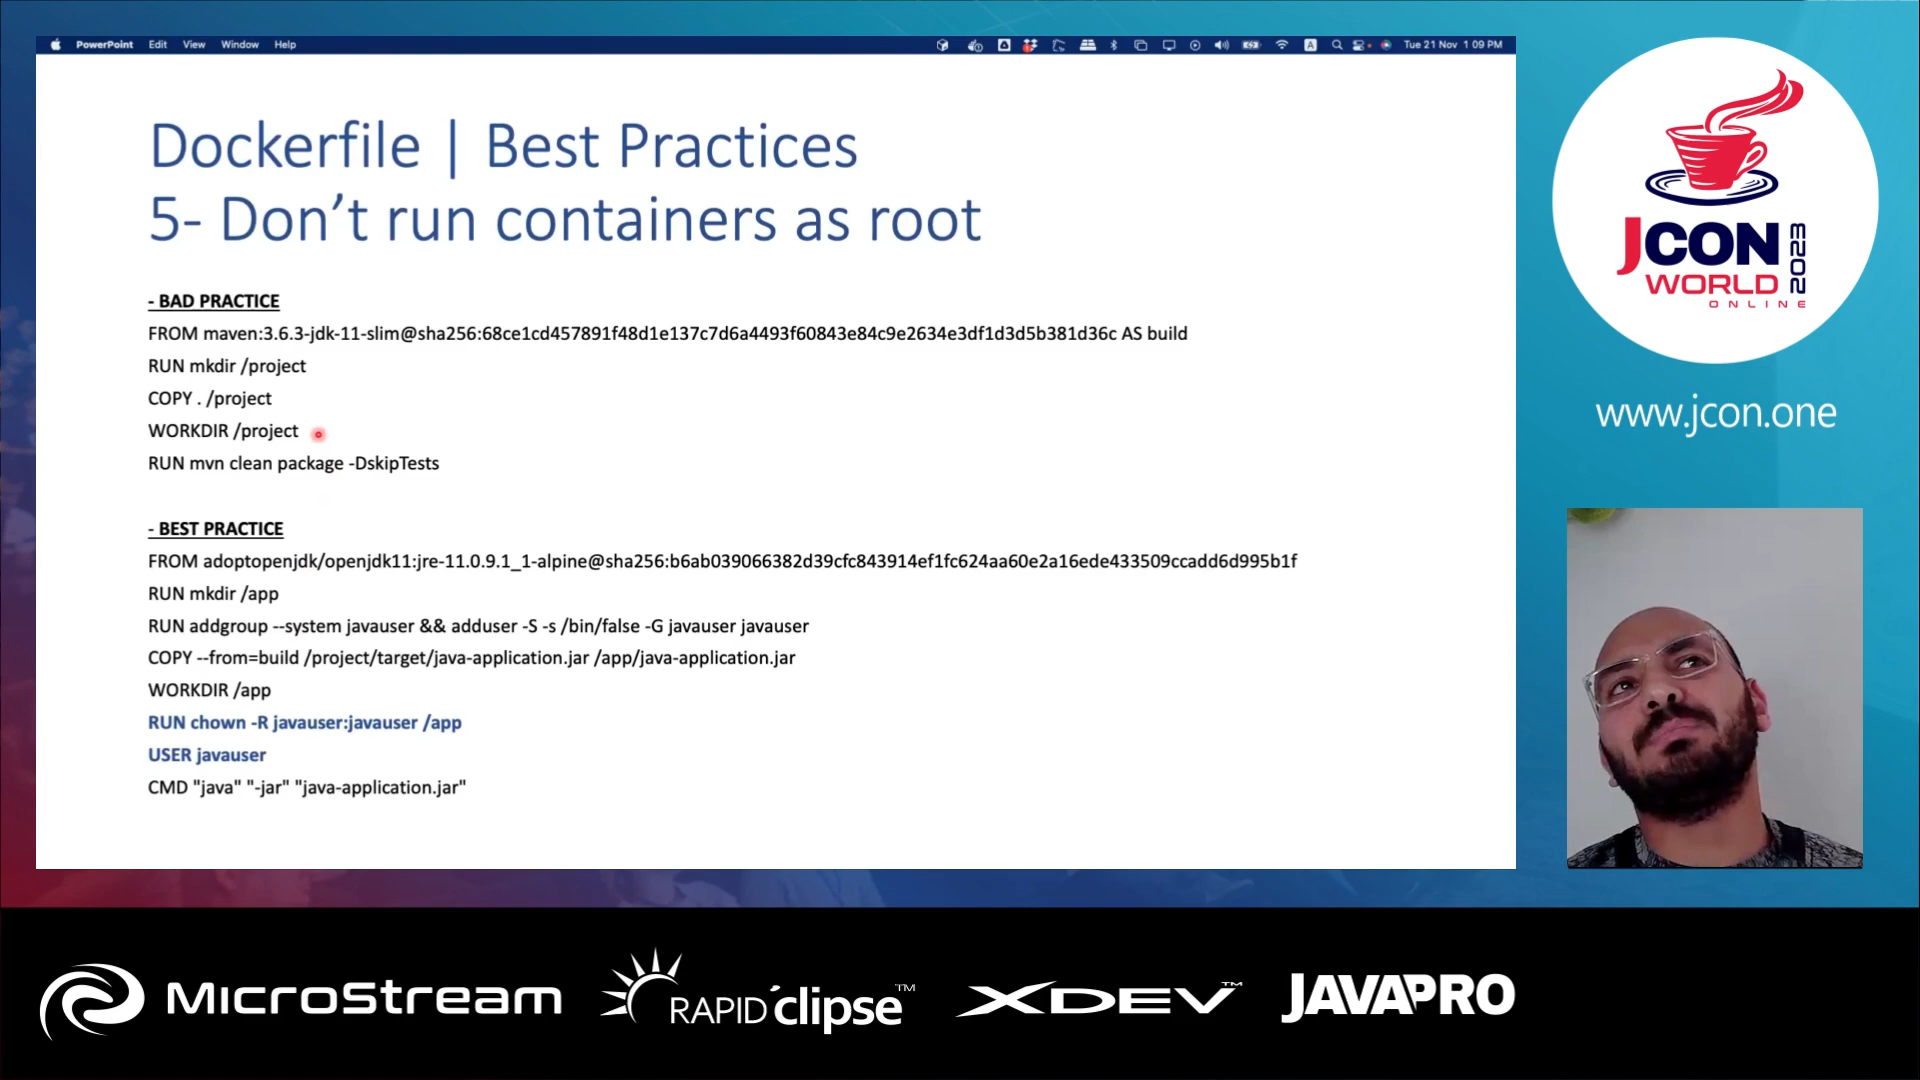 PowerPoint Edit View Window Help
Tue 21 Nov 1 09 PM
Dockerfile | Best Practices
5- Don’t run containers as root
- BAD PRACTICE
FROM maven:3.6.3-jdk-11-slim@sha256:68ce1cd457891f48d1e137c7d6a4493f60843e84c9e2634e3df1d3d5b381d36c AS build
RUN mkdir /project
COPY . /project
WORKDIR /project
RUN mvn clean package -DskipTests
- BEST PRACTICE
FROM adoptopenjdk/openjdk11:jre-11.0.9.1_1-alpine@sha256:b6ab039066382d39cfc843914ef1fc624aa60e2a16ede433509ccadd6d995b1f
RUN mkdir /app
RUN addgroup --system javauser && adduser -S -s /bin/false -G javauser javauser
COPY --from=build /project/target/java-application.jar /app/java-application.jar
WORKDIR /app
RUN chown -R javauser:javauser /app
USER javauser
CMD "java" "-jar" "java-application.jar"
JCON
WORLD
ONLINE
2023
www.jcon.one
MICROSTREAM
RAPID'clipse™
XDEV™
JAVAPRO